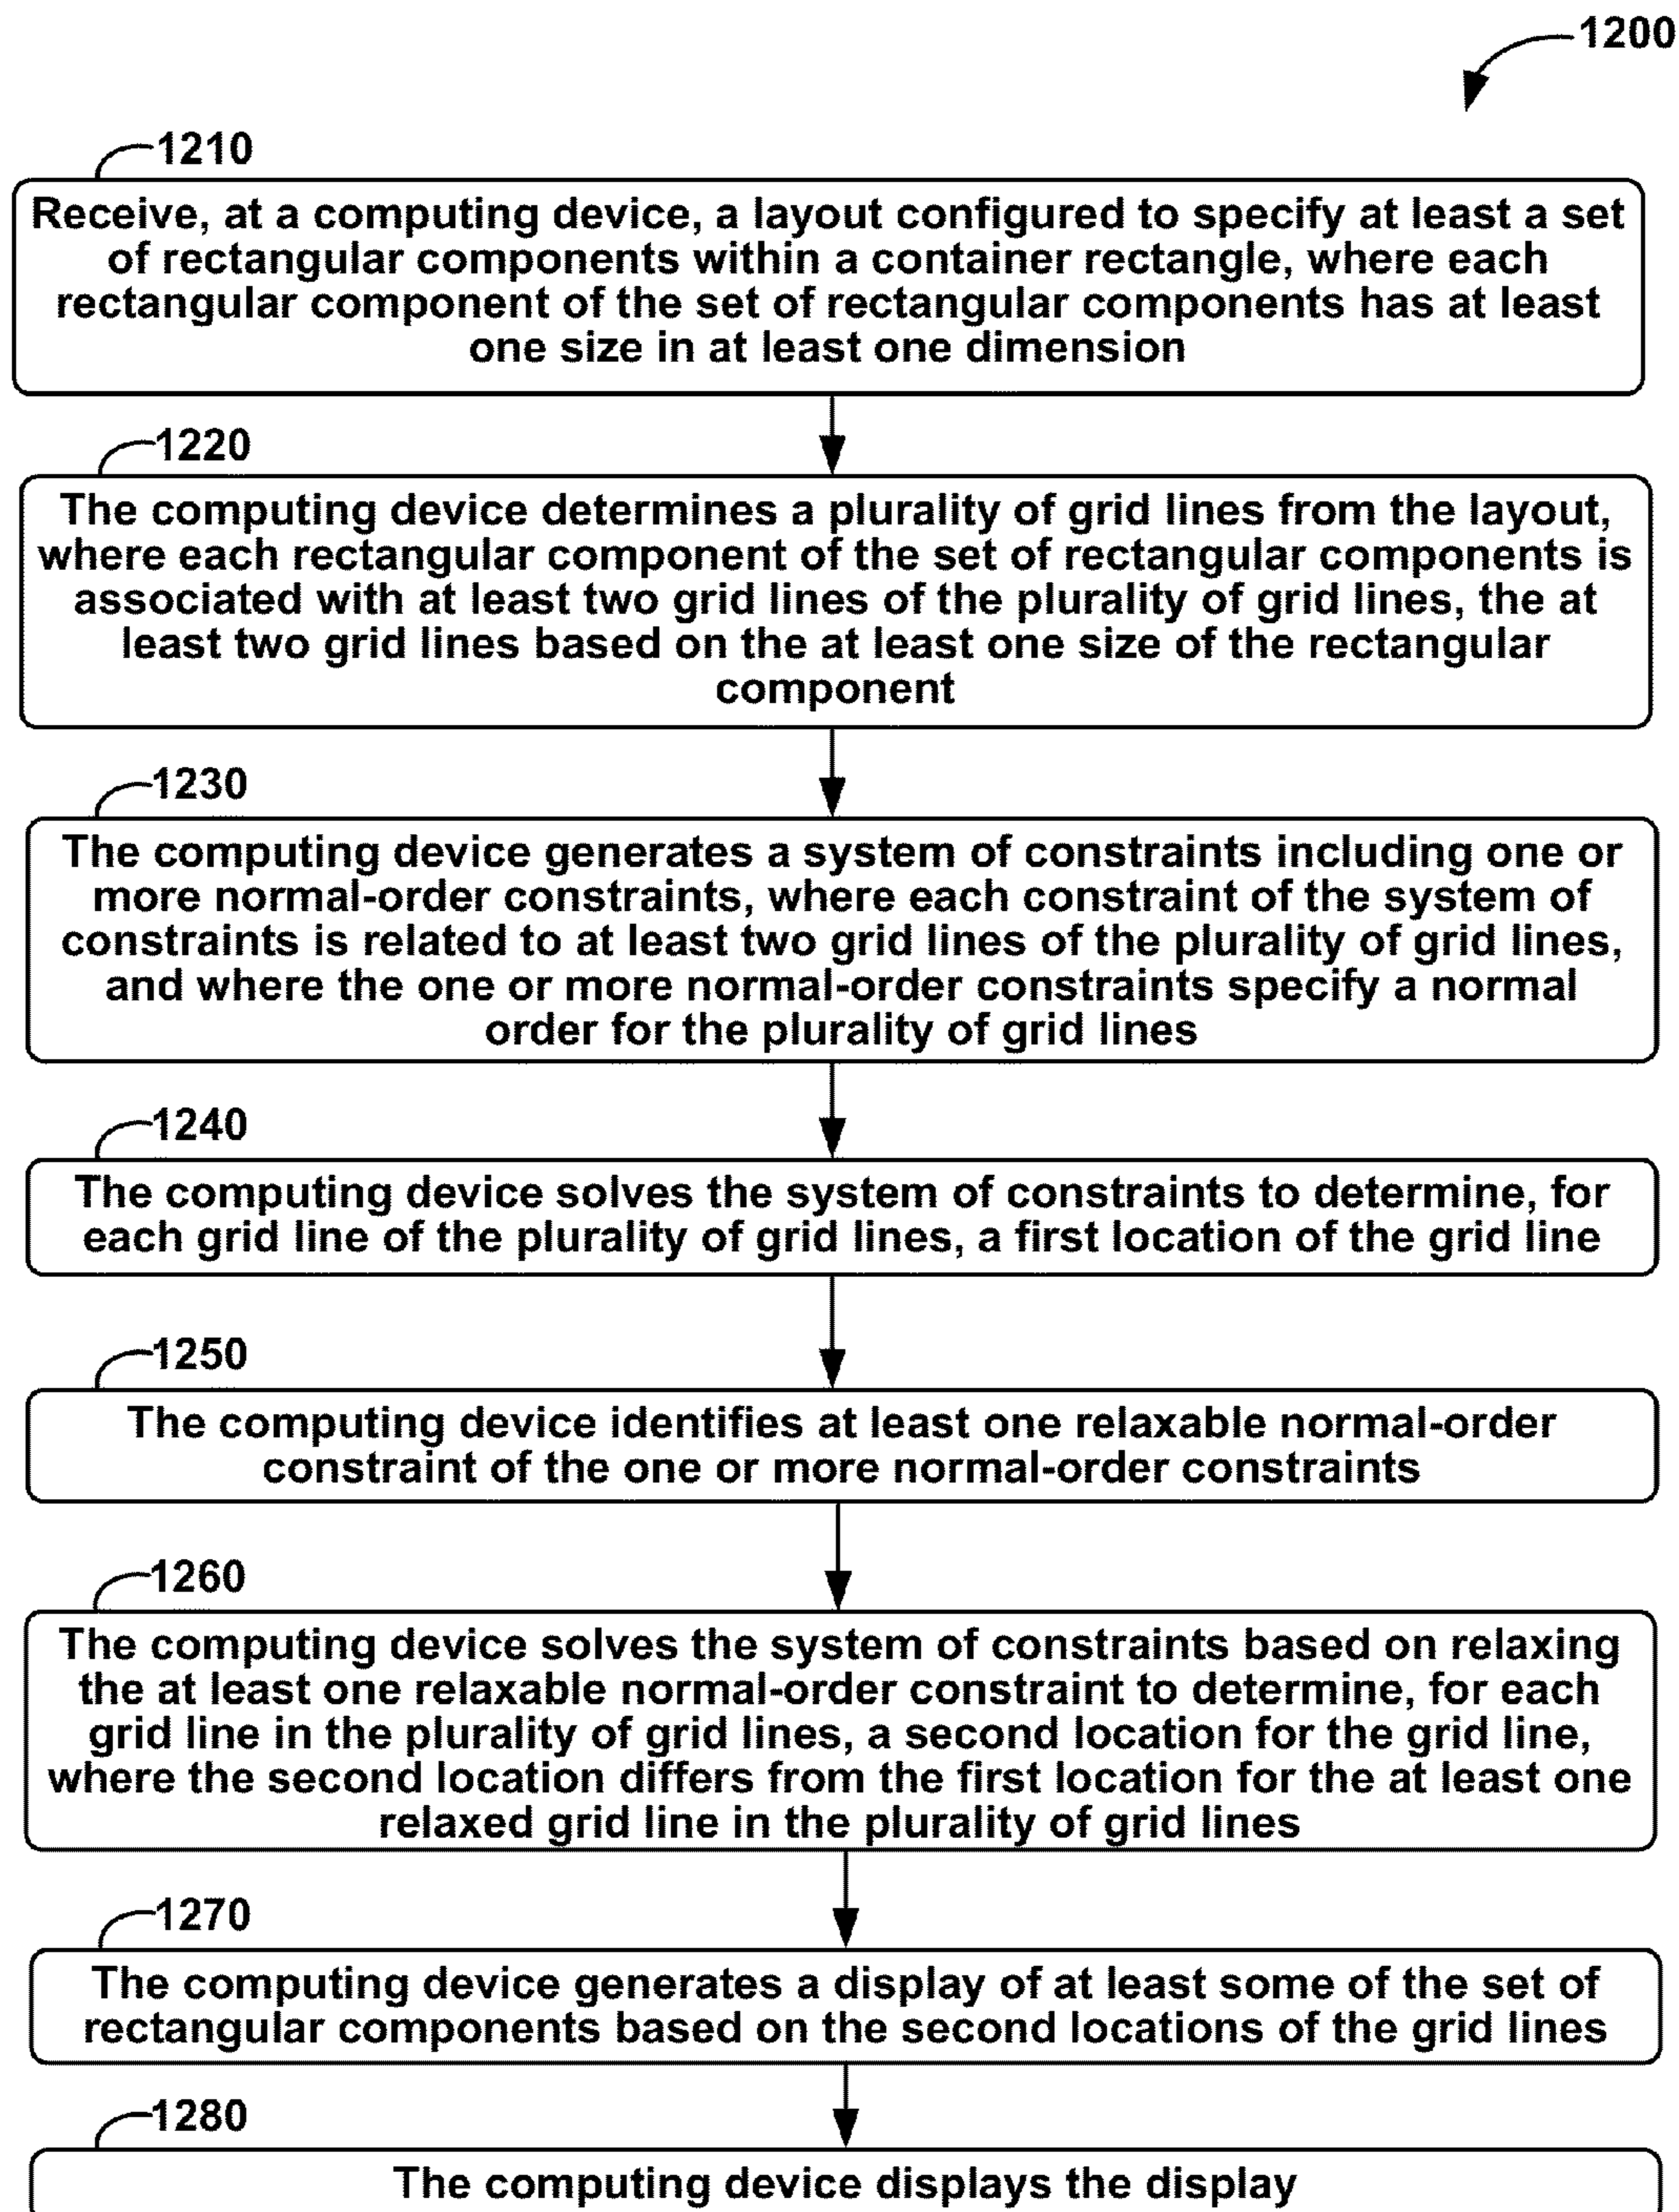 1200
1210
Receive, at a computing device, a layout configured to specify at least a set
of rectangular components within a container rectangle, where each
rectangular component of the set of rectangular components has at least
one size in at least one dimension
1220
The computing device determines a plurality of grid lines from the layout,
where each rectangular component of the set of rectangular components is
associated with at least two grid lines of the plurality of grid lines, the at
least two grid lines based on the at least one size of the rectangular
component
1230
The computing device generates a system of constraints including one or
more normal-order constraints, where each constraint of the system of
constraints is related to at least two grid lines of the plurality of grid lines,
and where the one or more normal-order constraints specify a normal
order for the plurality of grid lines
1240
The computing device solves the system of constraints to determine, for
each grid line of the plurality of grid lines, a first location of the grid line
1250
The computing device identifies at least one relaxable normal-order
constraint of the one or more normal-order constraints
1260
The computing device solves the system of constraints based on relaxing
the at least one relaxable normal-order constraint to determine, for each
grid line in the plurality of grid lines, a second location for the grid line,
where the second location differs from the first location for the at least one
relaxed grid line in the plurality of grid lines
1270
The computing device generates a display of at least some of the set of
rectangular components based on the second locations of the grid lines
1280
The computing device displays the display